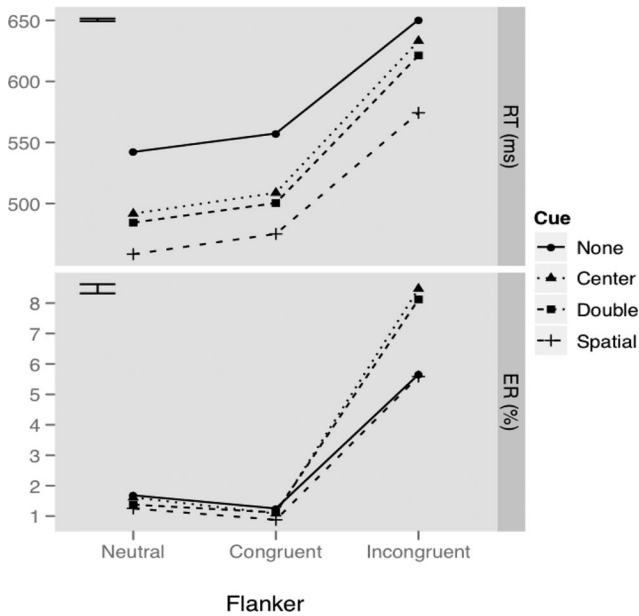 650
600
550
500
RT (ms)
8
7
6
5
4
3
2
1
ER (%)
Neutral Congruent Incongruent
Flanker
Cue
None
Center
Double
Spatial